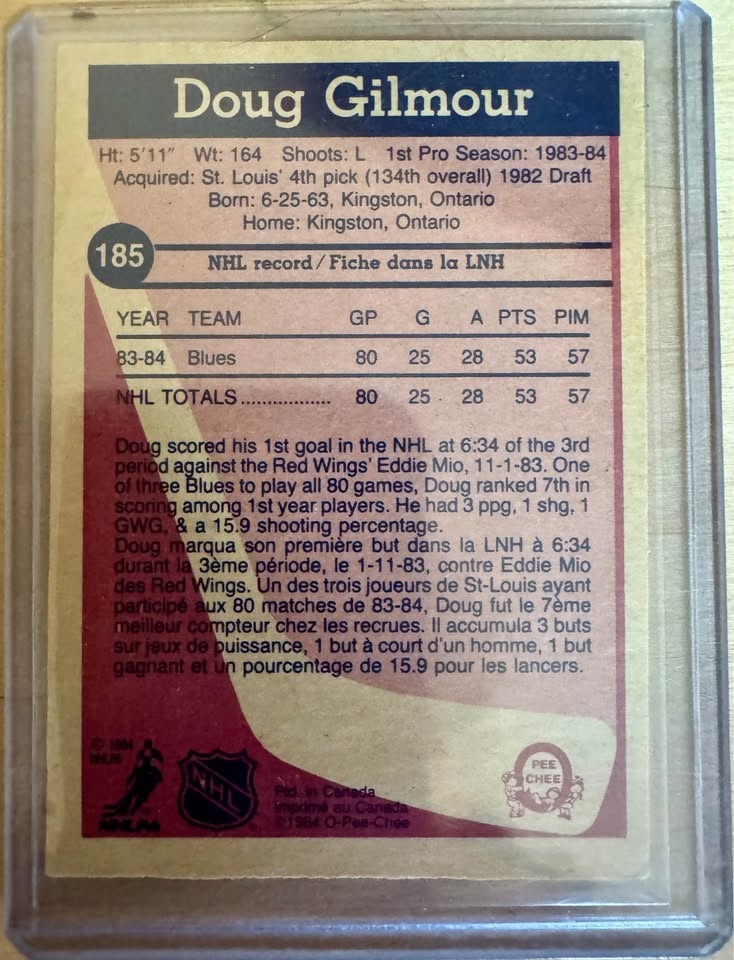 Doug Gilmour
Ht: 5'11" Wt: 164 Shoots: L 1st Pro Season: 1983-84
Acquired: St. Louis' 4th pick (134th overall) 1982 Draft
Born: 6-25-63, Kingston, Ontario
Home: Kingston, Ontario
185
NHL record/Fiche dans la LNH
YEAR TEAM GP G A PTS PIM
83-84 Blues 80 25 28 53 57
NHL TOTALS................. 80 25 28 53 57
Doug scored his 1st goal in the NHL at 6:34 of the 3rd
period against the Red Wings' Eddie Mio, 11-1-83. One
of three Blues to play all 80 games, Doug ranked 7th in
scoring among 1st year players. He had 3 ppg, 1 shg, 1
GWG, & a 15.9 shooting percentage.
Doug marqua son première but dans la LNH à 6:34
durant la 3ème période, le 1-11-83, contre Eddie Mio
des Red Wings. Un des trois joueurs de St-Louis ayant
participé aux 80 matches de 83-84, Doug fut le 7ème
meilleur compteur chez les recrues. Il accumula 3 buts
sur jeux de puissance, 1 but à court d'un homme, 1 but
gagnant et un pourcentage de 15.9 pour les lancers.
© 1984
NHLPA
NHLPA
NHL
Ptd. in Canada
Imprimé au Canada
©1984 O-Pee-Chee
O
PEE
CHEE